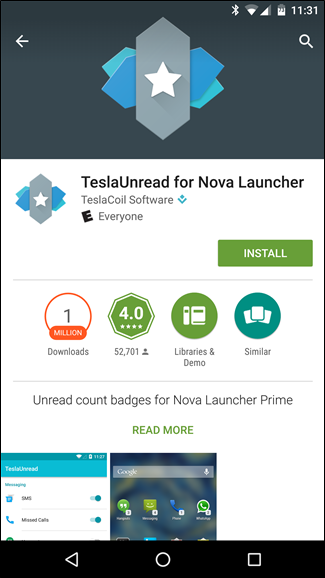 11:31
TeslaUnread for Nova Launcher
TeslaCoil Software
E Everyone
INSTALL
1
MILLION
4.0
Downloads
52,701
Libraries &
Demo
Similar
Unread count badges for Nova Launcher Prime
READ MORE
11:37
TeslaUnread
Messaging
SMS
Missed Calls
Google
Hangouts
Messaging
Phone
WhatsApp